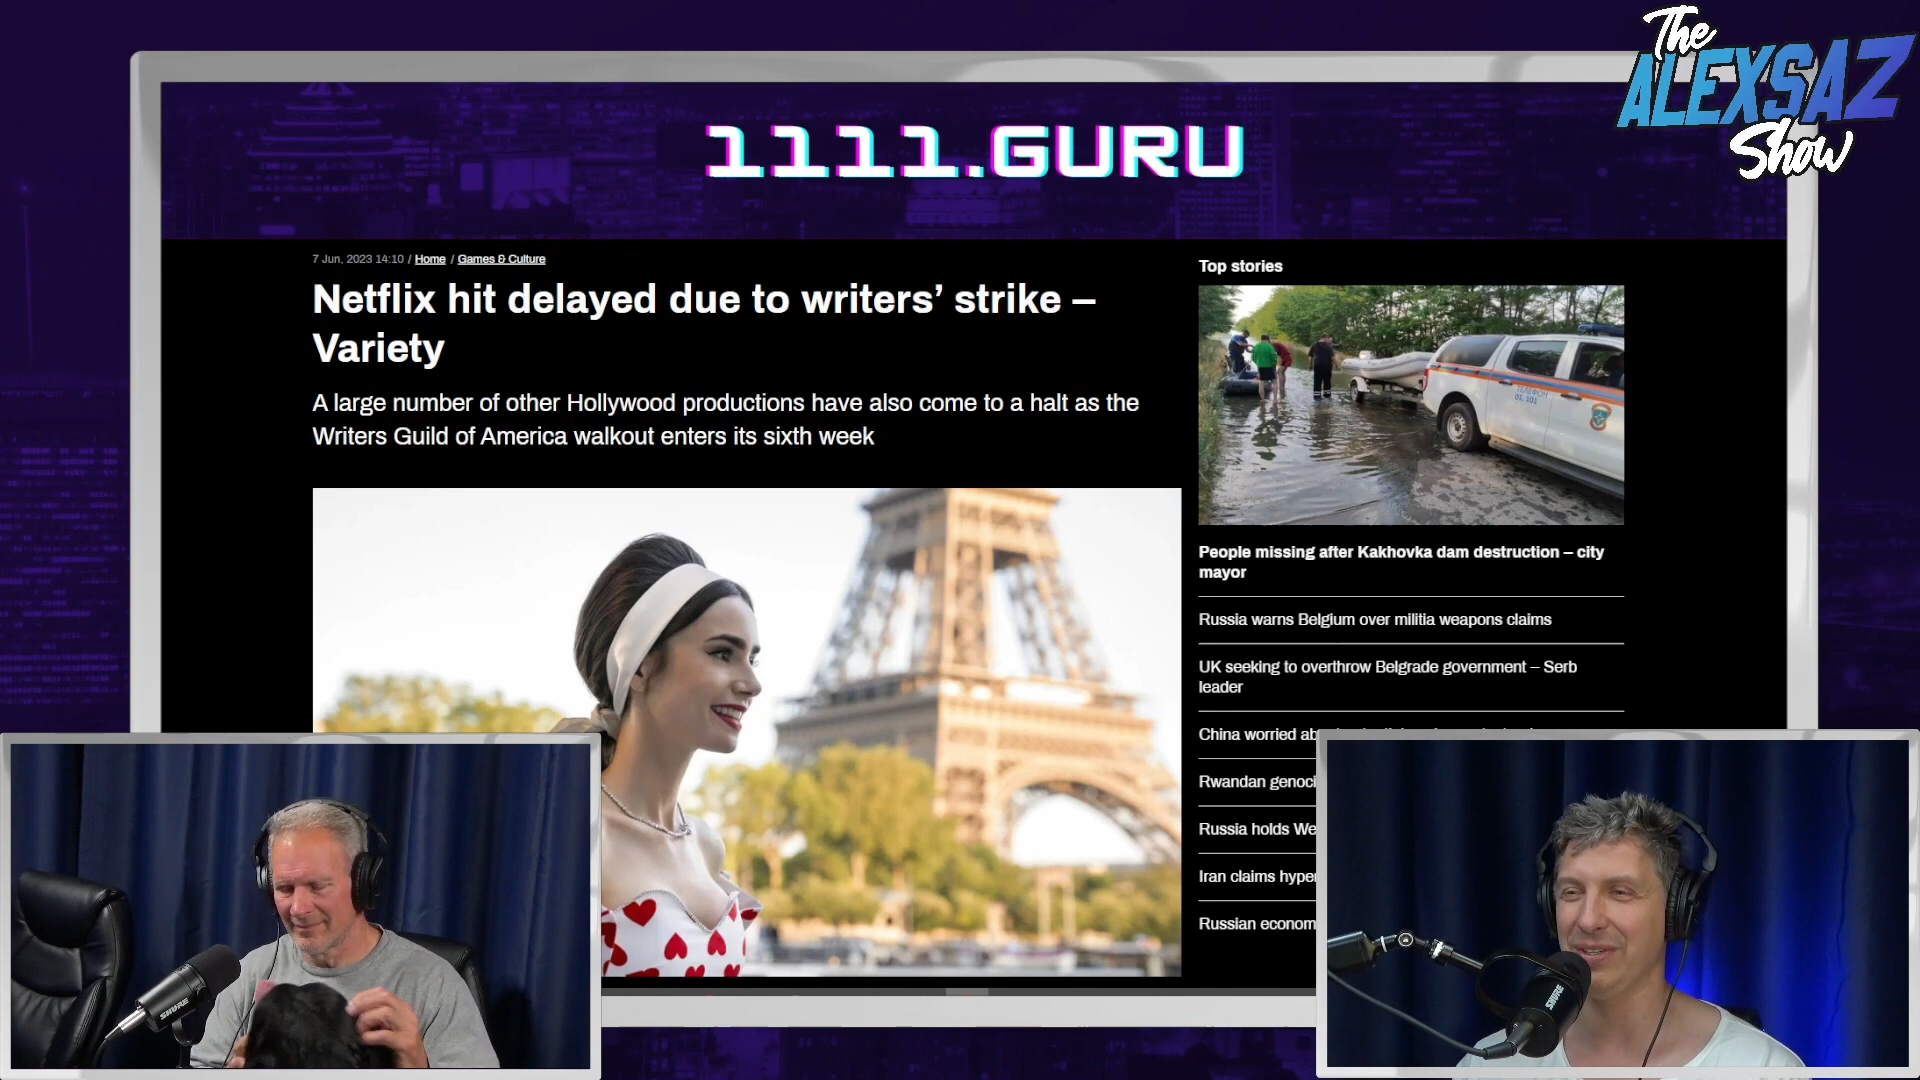 The
ALEXSAZ
Show
1111.GURU
7 Jun, 2023 14:10 / Home / Games & Culture
Netflix hit delayed due to writers’ strike –
Variety
A large number of other Hollywood productions have also come to a halt as the
Writers Guild of America walkout enters its sixth week
Top stories
01, 101
People missing after Kakhovka dam destruction – city
mayor
Russia warns Belgium over militia weapons claims
UK seeking to overthrow Belgrade government – Serb
leader
China worried
Rwandan
Russia holds
Iran claims
Russian
SHURE
SHURE